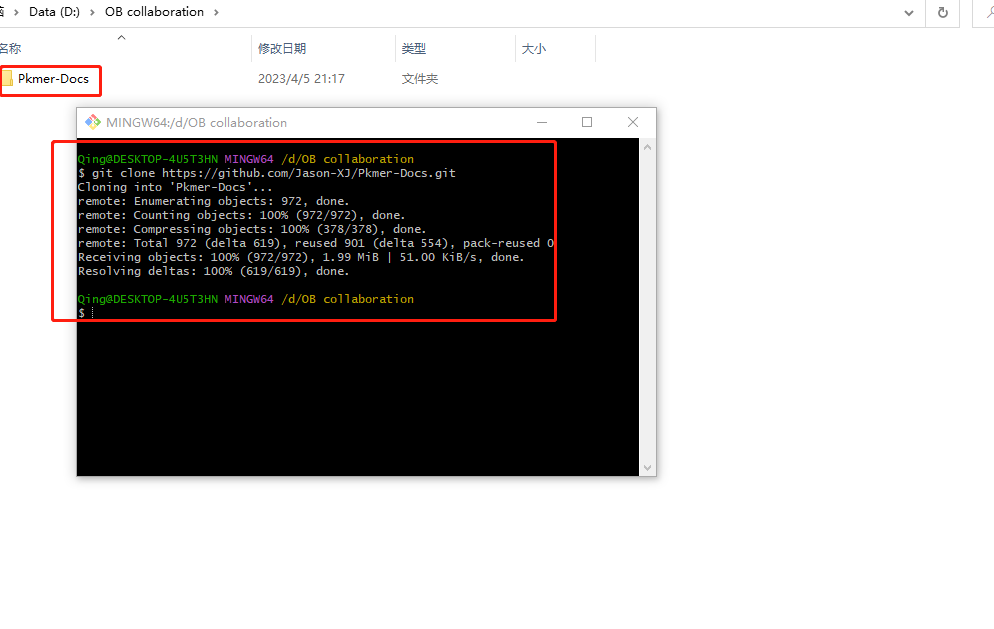 Data (D:) OB collaboration
名称 修改日期 类型 大小
Pkmer-Docs 2023/4/5 21:17 文件夹
MINGW64:/d/OB collaboration
Qing@DESKTOP-4U5T3HN MINGW64 /d/OB collaboration
$ git clone https://github.com/Jason-XJ/Pkmer-Docs.git
Cloning into 'Pkmer-Docs'...
remote: Enumerating objects: 972, done.
remote: Counting objects: 100% (972/972), done.
remote: Compressing objects: 100% (378/378), done.
remote: Total 972 (delta 619), reused 901 (delta 554), pack-reused 0
Receiving objects: 100% (972/972), 1.99 MiB | 51.00 KiB/s, done.
Resolving deltas: 100% (619/619), done.
Qing@DESKTOP-4U5T3HN MINGW64 /d/OB collaboration
$